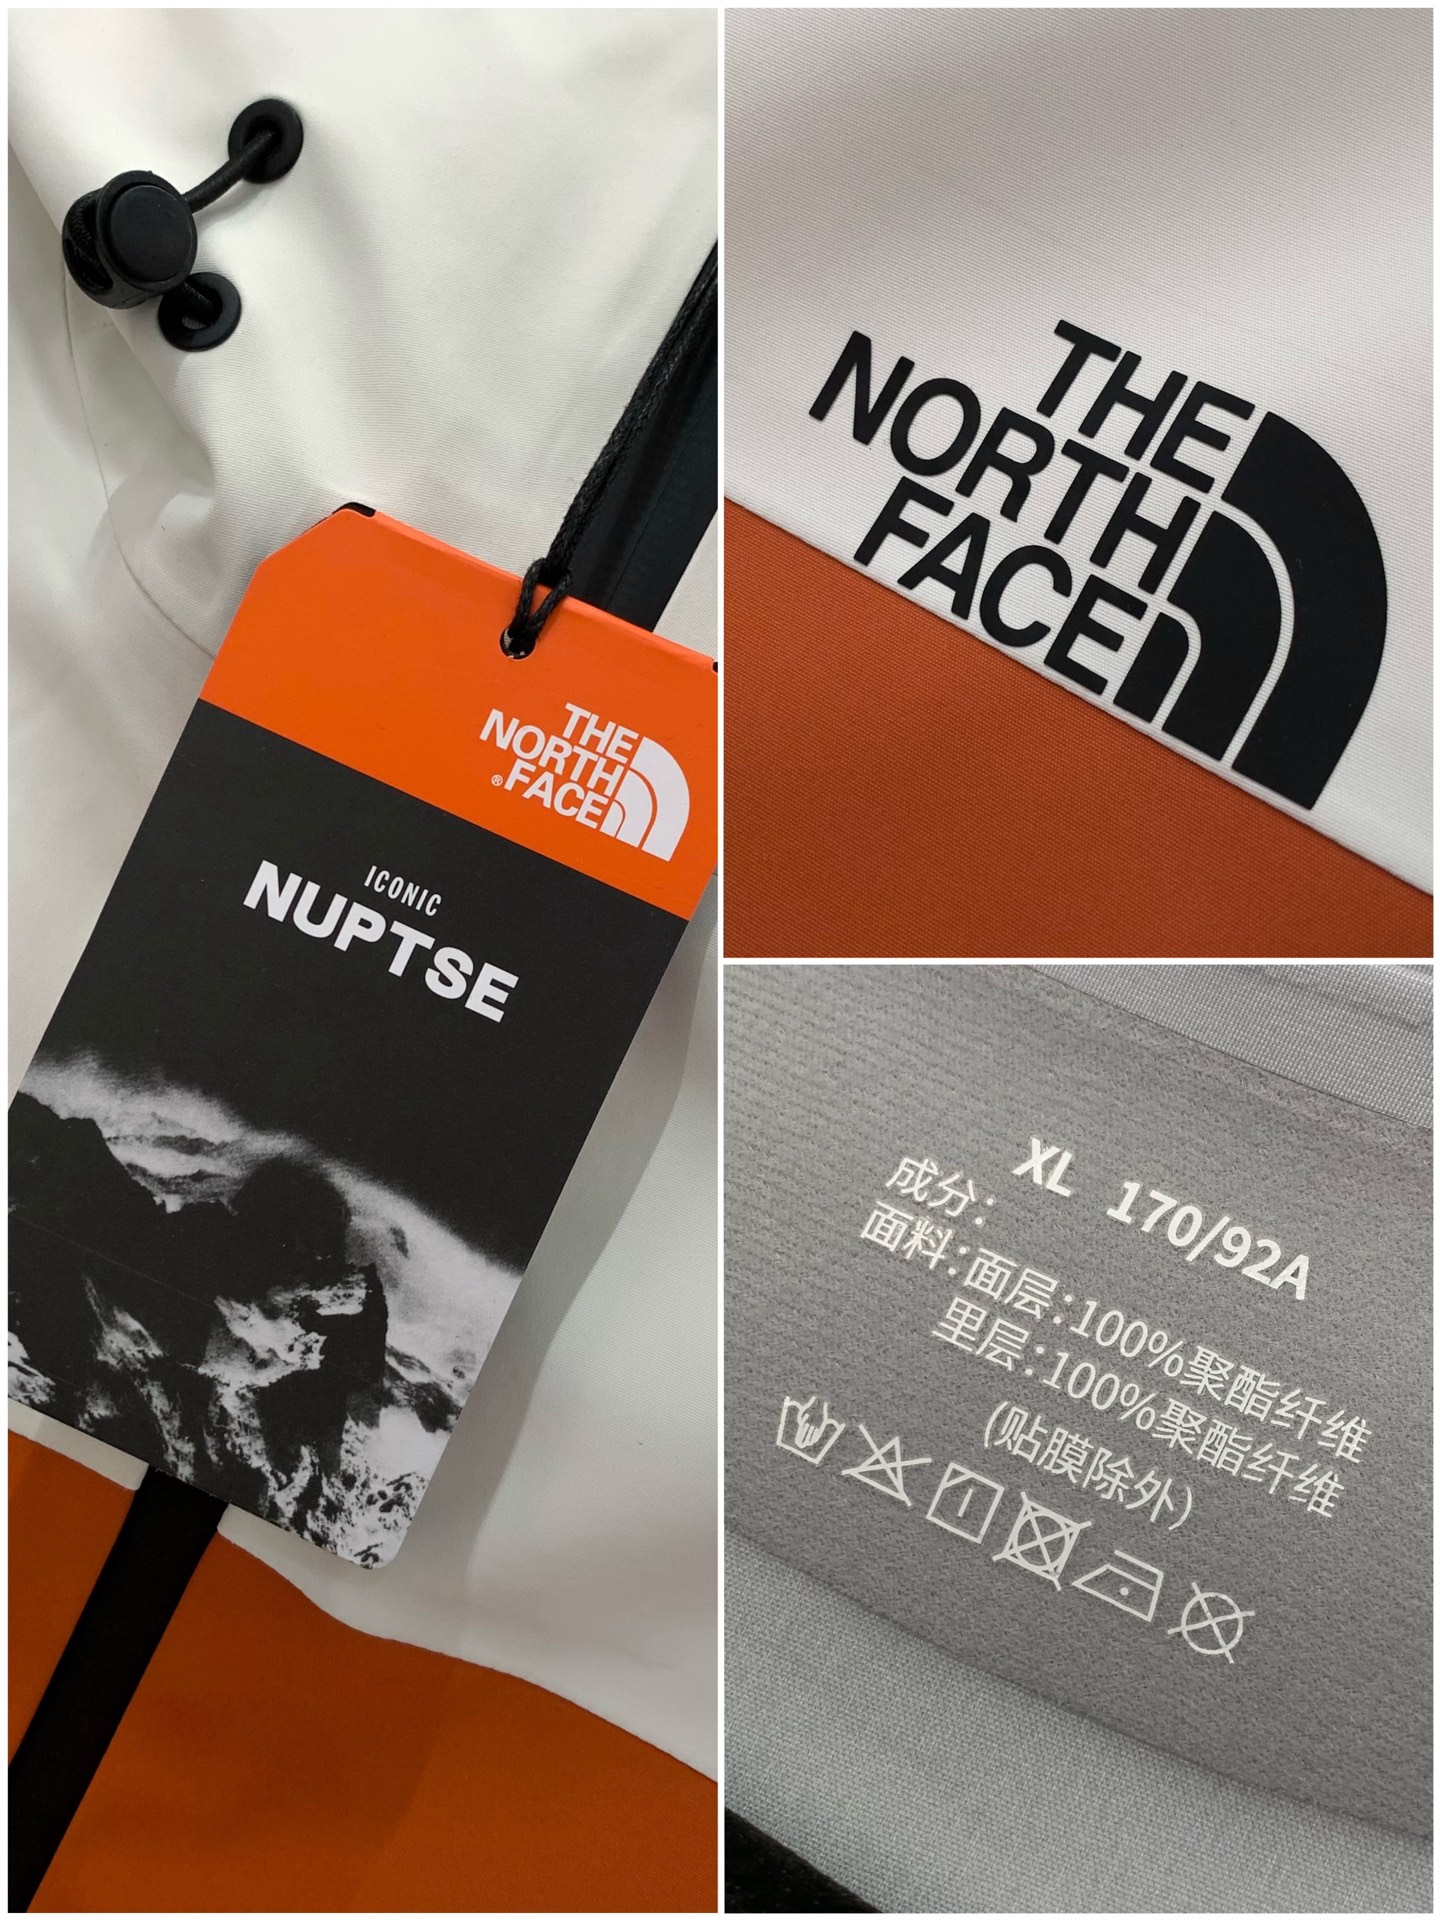 THE
NORTH
®FACE
ICONIC
NUPTSE
THE
NORTH
FACE
XL 170/92A
成分：
面料：面层：100%聚酯纤维
里层：100%聚酯纤维
(贴膜除外)